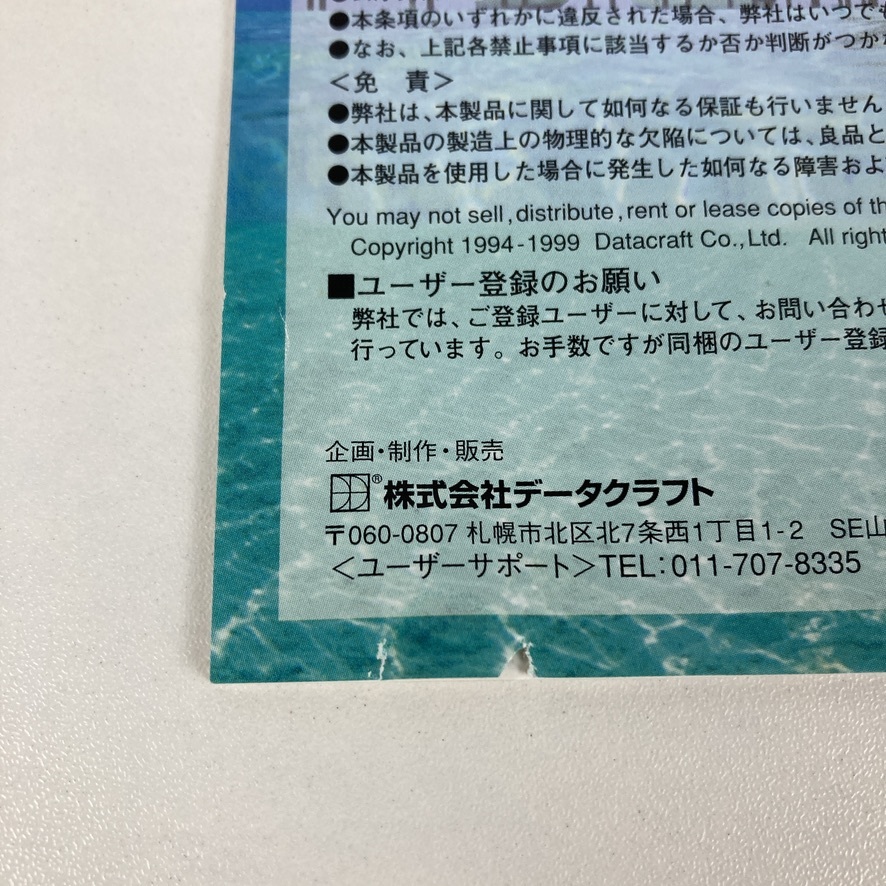 ●本条項のいずれかに違反された場合、弊社はいつでも
●なお、上記各禁止事項に該当するか否か判断がつかな
＜免　責＞
●弊社は、本製品に関して如何なる保証も行いません
●本製品の製造上の物理的な欠陥については、良品と
●本製品を使用した場合に発生した如何なる障害およ
You may not sell, distribute, rent or lease copies of th
Copyright 1994-1999 Datacraft Co., Ltd. All right
■ユーザー登録のお願い
弊社では、ご登録ユーザーに対して、お問い合わせ
行っています。お手数ですが同梱のユーザー登録
企画・制作・販売
®株式会社データクラフト
〒060-0807 札幌市北区北7条西1丁目1-2 SE山
＜ユーザーサポート＞TEL：011-707-8335